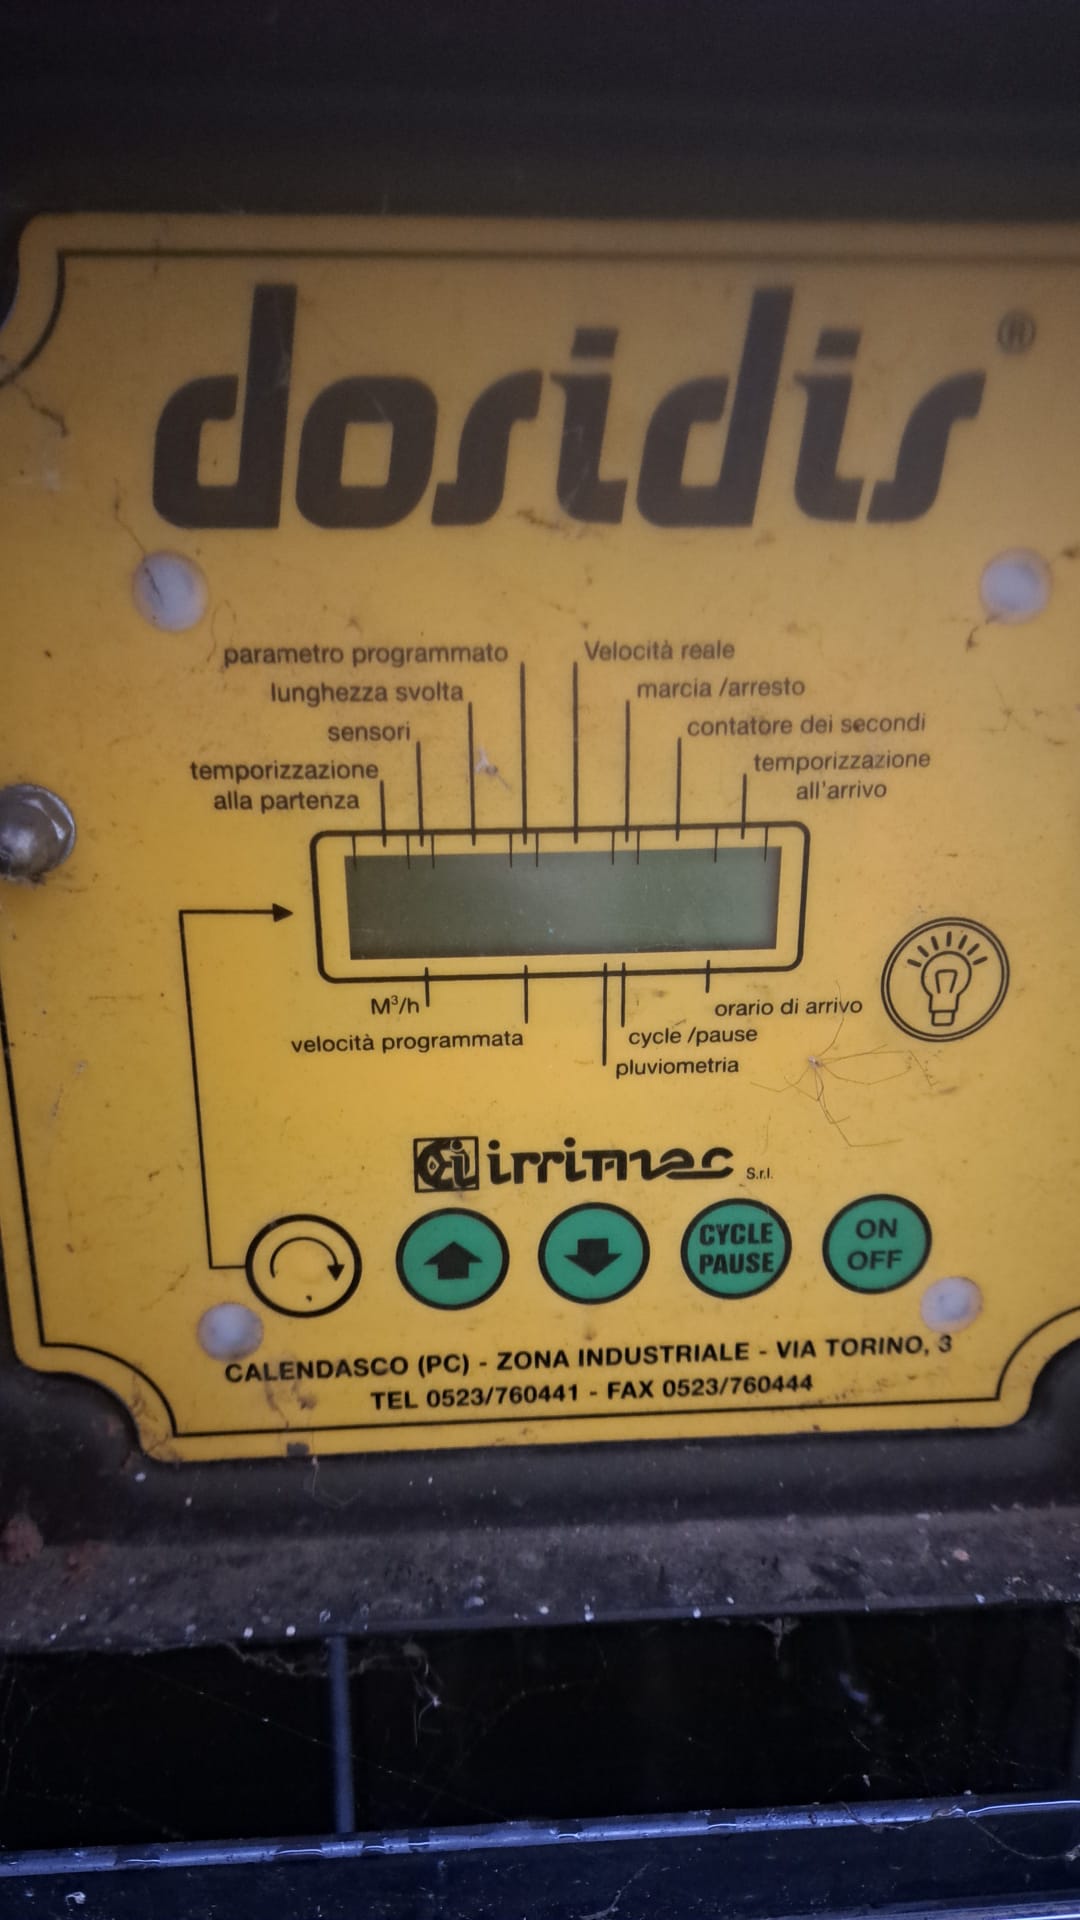 dosidis ®
parametro programmato
Velocità reale
lunghezza svolta
marcia /arresto
sensori
contatore dei secondi
temporizzazione
alla partenza
temporizzazione
all'arrivo
M³/h
orario di arrivo
velocità programmata
cycle /pause
pluviometria
irrimec S.r.l.
CYCLE
PAUSE
ON
OFF
CALENDASCO (PC) - ZONA INDUSTRIALE - VIA TORINO, 3
TEL 0523/760441 - FAX 0523/760444